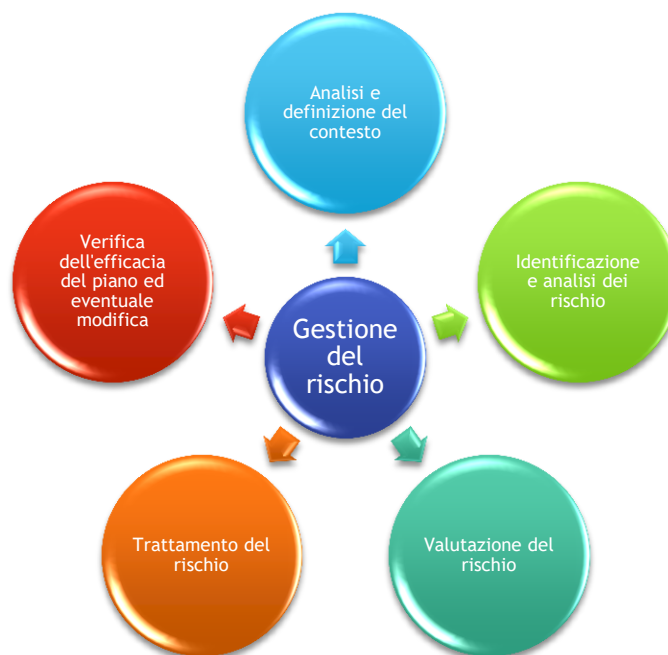 Analisi e
definizione del
contesto
Identificazione
e analisi dei
rischio
Valutazione del
rischio
Trattamento del
rischio
Verifica
dell'efficacia
del piano ed
eventuale
modifica
Gestione
del
rischio